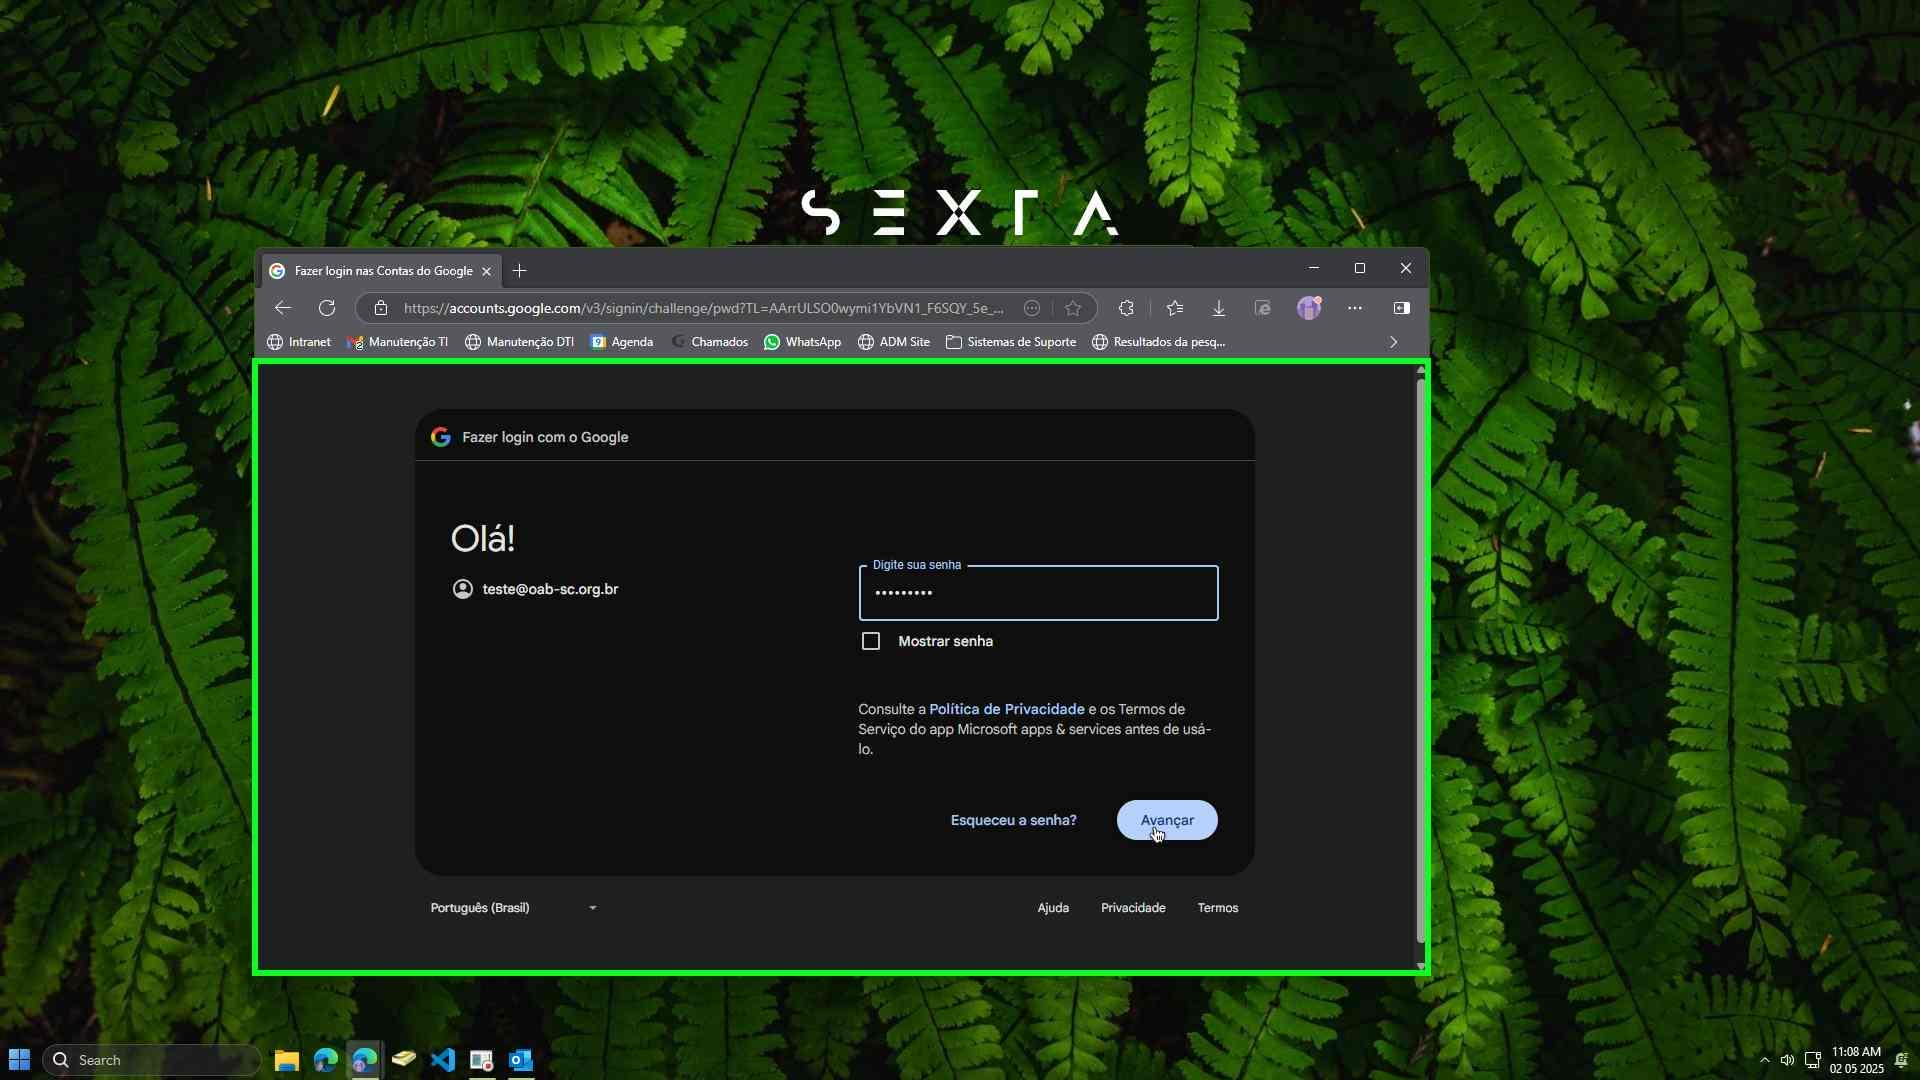 SEXTA
Fazer login nas Contas do Google
https://accounts.google.com/v3/signin/challenge/pwd?TL=AArrULSO0wymi1YbVN1_F6SQY_5e_...
Intranet Manutenção TI Manutenção DTI Agenda Chamados WhatsApp ADM Site Sistemas de Suporte Resultados da pesq...
Fazer login com o Google
Olá!
teste@oab-sc.org.br
Digite sua senha
•••••••••
Mostrar senha
Consulte a Política de Privacidade e os Termos de
Serviço do app Microsoft apps & services antes de usá-
lo.
Esqueceu a senha? Avançar
Português (Brasil) Ajuda Privacidade Termos
Search
11:08 AM
02 05 2025